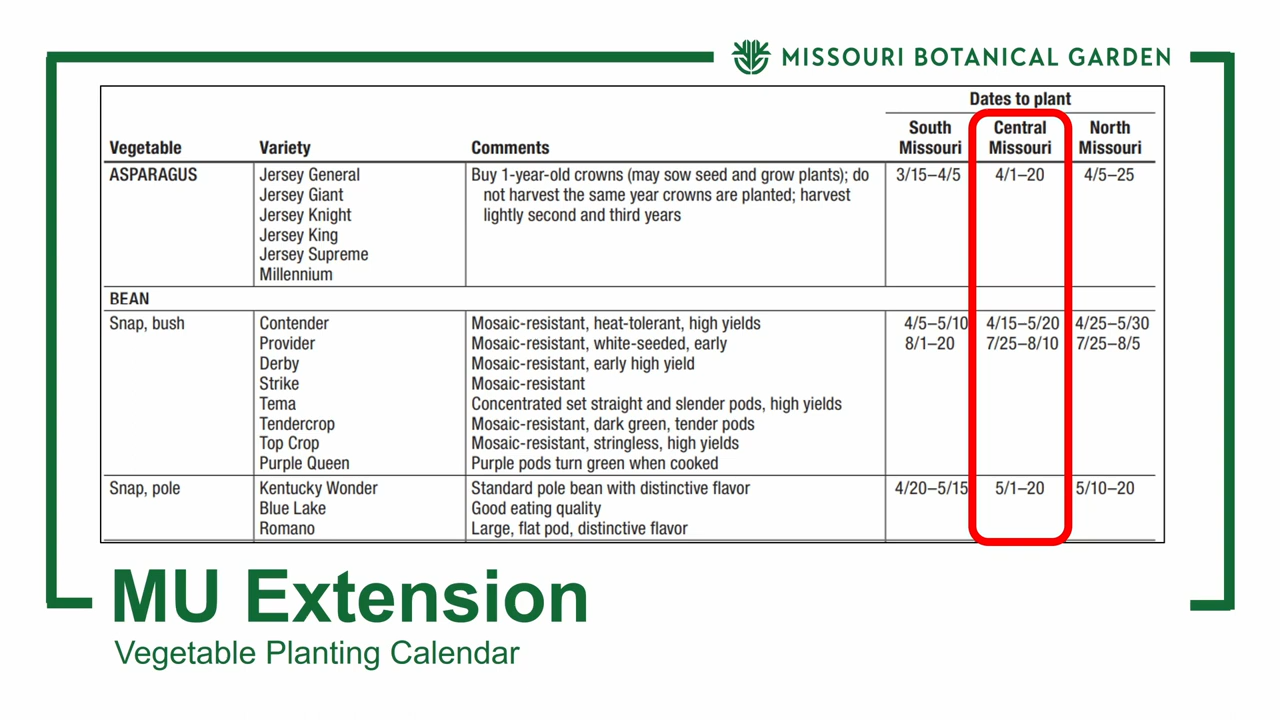 MISSOURI BOTANICAL GARDEN
Dates to plant
Vegetable Variety Comments South Missouri Central Missouri North Missouri
ASPARAGUS Jersey General Buy 1-year-old crowns (may sow seed and grow plants); do 3/15–4/5 4/1–20 4/5–25
Jersey Giant not harvest the same year crowns are planted; harvest
Jersey Knight lightly second and third years
Jersey King
Jersey Supreme
Millennium
BEAN
Snap, bush Contender Mosaic-resistant, heat-tolerant, high yields 4/5–5/10 4/15–5/20 4/25–5/30
Provider Mosaic-resistant, white-seeded, early 8/1–20 7/25–8/10 7/25–8/5
Derby Mosaic-resistant, early high yield
Strike Mosaic-resistant
Tema Concentrated set straight and slender pods, high yields
Tendercrop Mosaic-resistant, dark green, tender pods
Top Crop Mosaic-resistant, stringless, high yields
Purple Queen Purple pods turn green when cooked
Snap, pole Kentucky Wonder Standard pole bean with distinctive flavor 4/20–5/15 5/1–20 5/10–20
Blue Lake Good eating quality
Romano Large, flat pod, distinctive flavor
MU Extension
Vegetable Planting Calendar